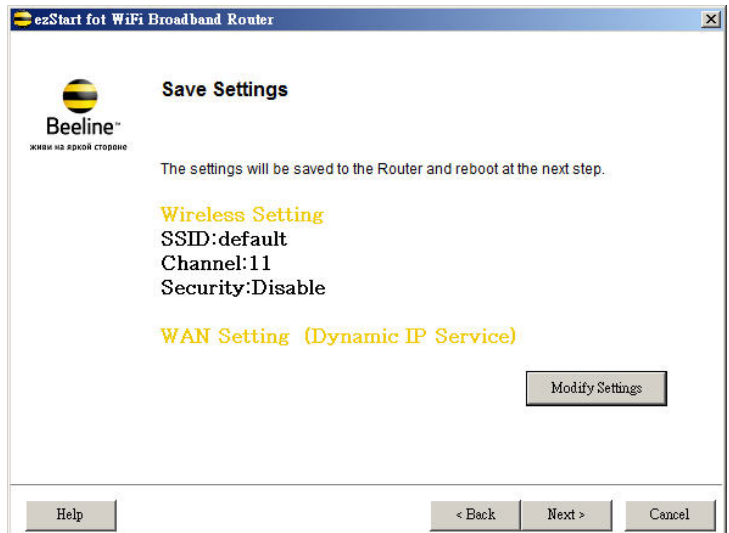 ezStart fot WiFi Broadband Router
Beeline™
живи на яркой стороне
Save Settings
The settings will be saved to the Router and reboot at the next step.
Wireless Setting
SSID:default
Channel:11
Security:Disable
WAN Setting (Dynamic IP Service)
Modify Settings
Help
< Back
Next >
Cancel